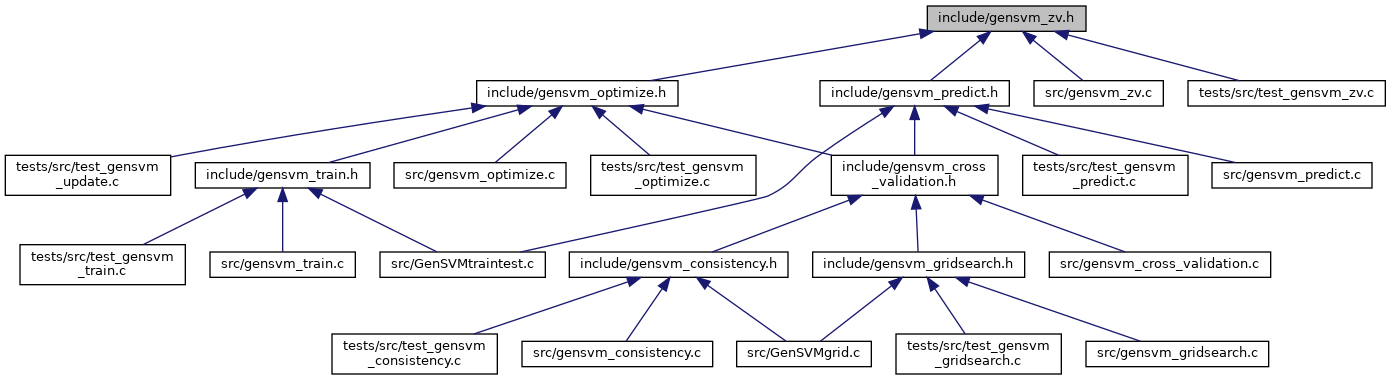 include/gensvm_zv.h
include/gensvm_optimize.h
include/gensvm_predict.h
src/gensvm_zv.c
tests/src/test_gensvm_zv.c
tests/src/test_gensvm
_update.c
include/gensvm_train.h
src/gensvm_optimize.c
tests/src/test_gensvm
_optimize.c
include/gensvm_cross
_validation.h
tests/src/test_gensvm
_predict.c
src/gensvm_predict.c
tests/src/test_gensvm
_train.c
src/gensvm_train.c
src/GenSVMtraintest.c
include/gensvm_consistency.h
include/gensvm_gridsearch.h
src/gensvm_cross_validation.c
tests/src/test_gensvm
_consistency.c
src/gensvm_consistency.c
src/GenSVMgrid.c
tests/src/test_gensvm
_gridsearch.c
src/gensvm_gridsearch.c